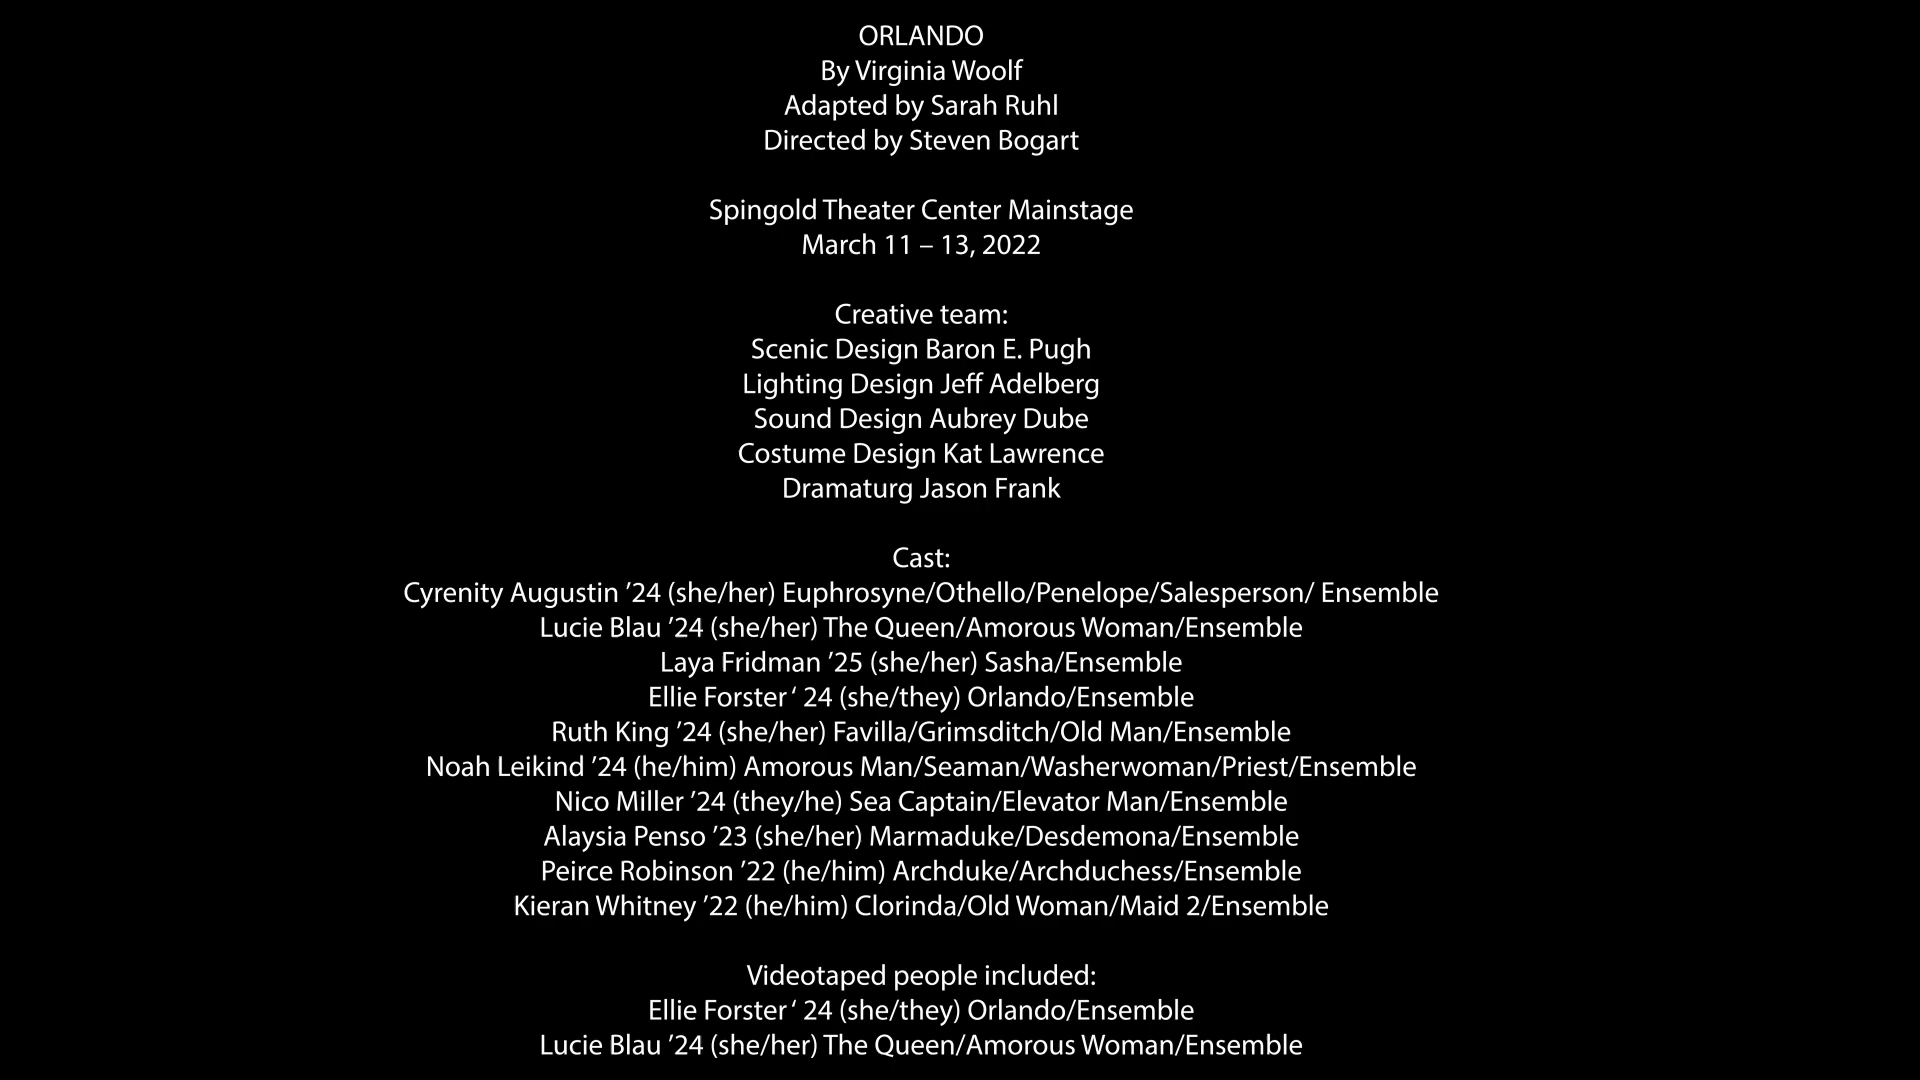 ORLANDO
By Virginia Woolf
Adapted by Sarah Ruhl
Directed by Steven Bogart
Spingold Theater Center Mainstage
March 11 – 13, 2022
Creative team:
Scenic Design Baron E. Pugh
Lighting Design Jeff Adelberg
Sound Design Aubrey Dube
Costume Design Kat Lawrence
Dramaturg Jason Frank
Cast:
Cyrenity Augustin ’24 (she/her) Euphrosyne/Othello/Penelope/Salesperson/ Ensemble
Lucie Blau ’24 (she/her) The Queen/Amorous Woman/Ensemble
Laya Fridman ’25 (she/her) Sasha/Ensemble
Ellie Forster ‘ 24 (she/they) Orlando/Ensemble
Ruth King ’24 (she/her) Favilla/Grimsditch/Old Man/Ensemble
Noah Leikind ’24 (he/him) Amorous Man/Seaman/Washerwoman/Priest/Ensemble
Nico Miller ’24 (they/he) Sea Captain/Elevator Man/Ensemble
Alaysia Penso ’23 (she/her) Marmaduke/Desdemona/Ensemble
Peirce Robinson ’22 (he/him) Archduke/Archduchess/Ensemble
Kieran Whitney ’22 (he/him) Clorinda/Old Woman/Maid 2/Ensemble
Videotaped people included:
Ellie Forster ‘ 24 (she/they) Orlando/Ensemble
Lucie Blau ’24 (she/her) The Queen/Amorous Woman/Ensemble